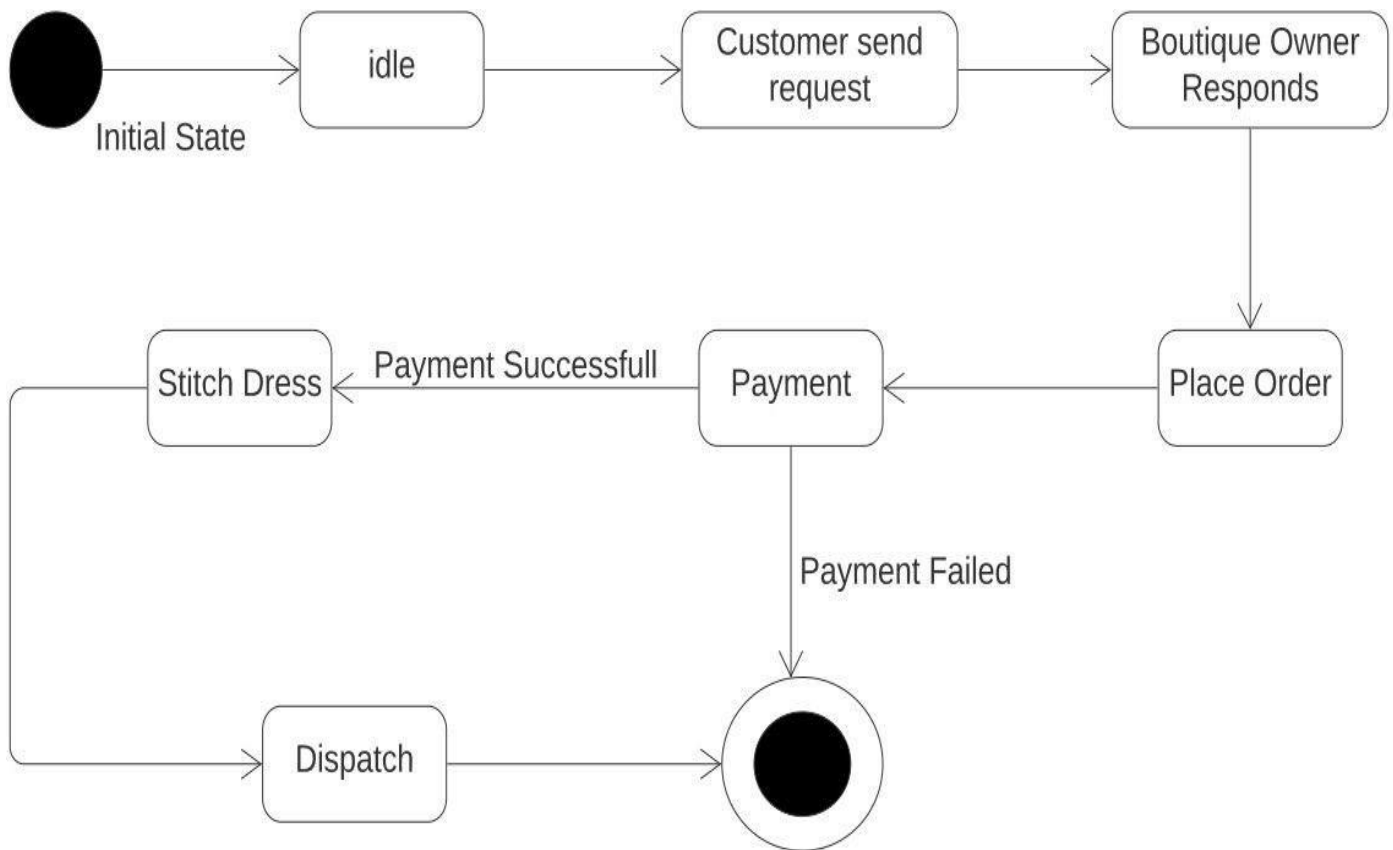 idle
Customer send
request
Boutique Owner
Responds
Initial State
Stitch Dress
Payment Successfull
Payment
Place Order
Payment Failed
Dispatch